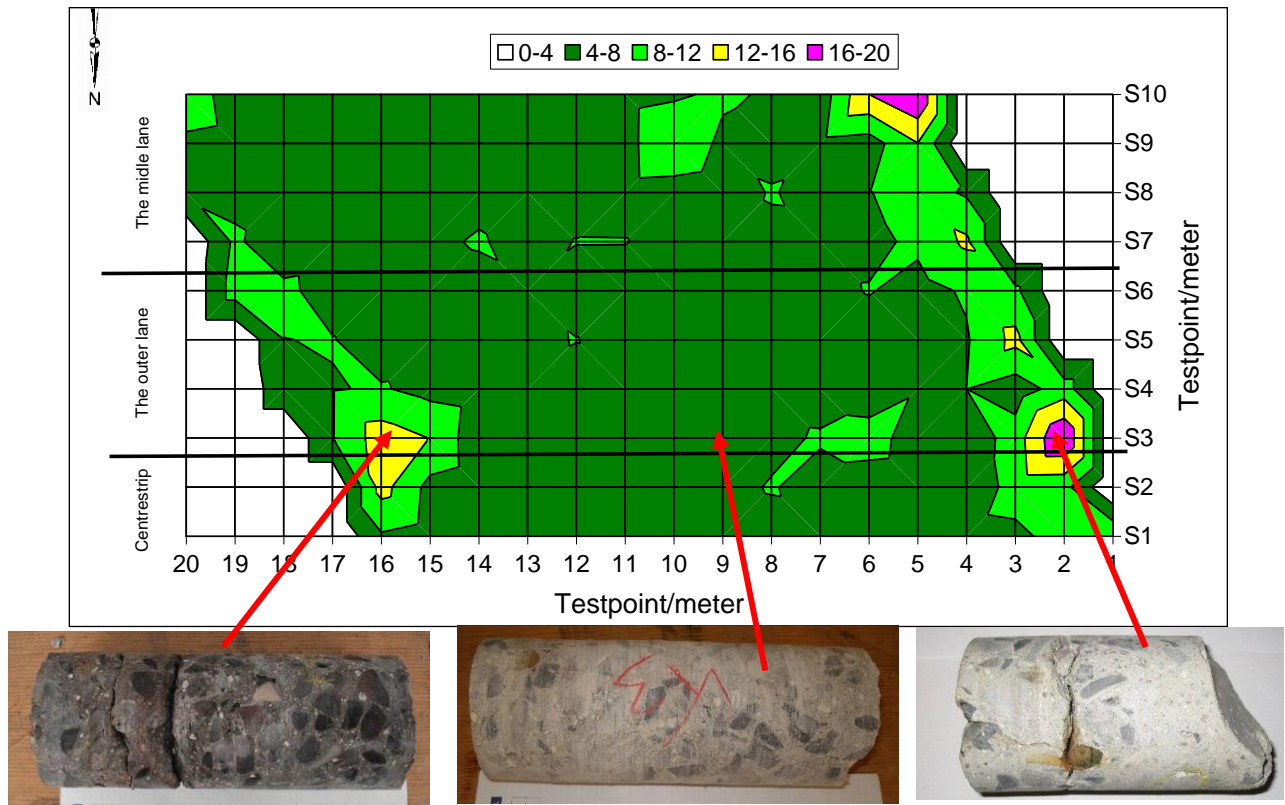 N
0-4 4-8 8-12 12-16 16-20
The midle lane
The outer lane
Centrestrip
S10
S9
S8
S7
S6
S5
S4
S3
S2
S1
Testpoint/meter
20 19 18 17 16 15 14 13 12 11 10 9 8 7 6 5 4 3 2 1
Testpoint/meter